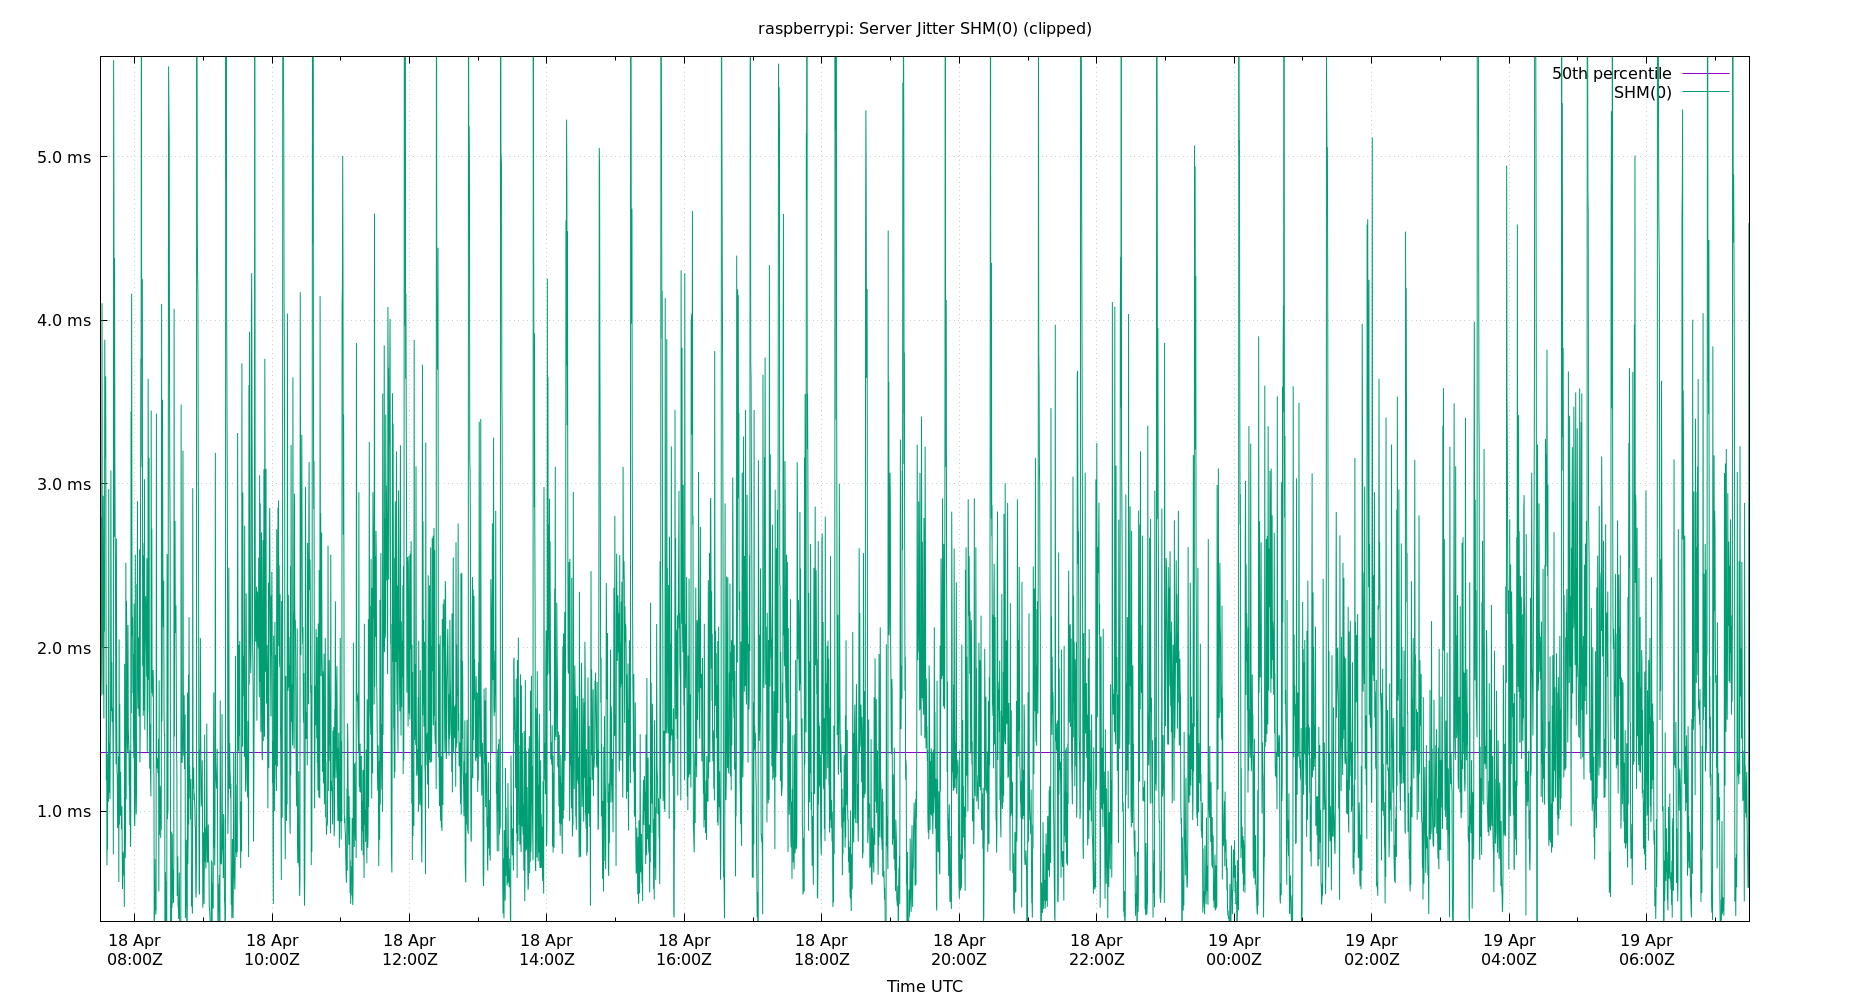 raspberrypi: Server Jitter SHM(0) (clipped)
50th percentile
SHM(0)
5.0 ms
4.0 ms
3.0 ms
2.0 ms
1.0 ms
18 Apr 18 Apr 18 Apr 18 Apr 18 Apr 18 Apr 18 Apr 18 Apr 19 Apr 19 Apr 19 Apr 19 Apr
08:00Z 10:00Z 12:00Z 14:00Z 16:00Z 18:00Z 20:00Z 22:00Z 00:00Z 02:00Z 04:00Z 06:00Z
Time UTC